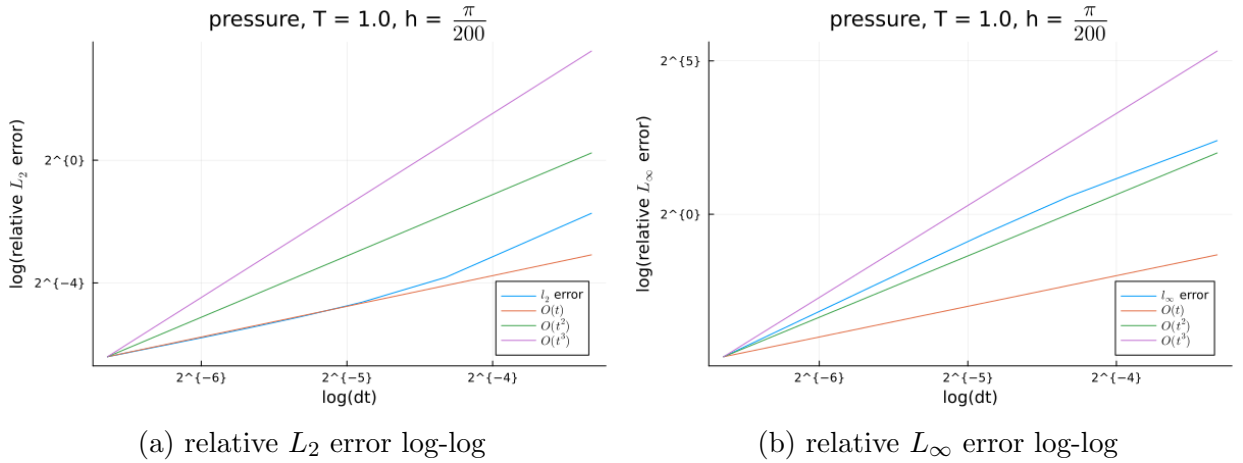 pressure, T = 1.0, h = π/200
log(relative L₂ error)
2^{0}
2^{−4}
2^{−6}
2^{−5}
2^{−4}
log(dt)
l₂ error
O(t)
O(t²)
O(t³)
(a) relative L₂ error log-log
pressure, T = 1.0, h = π/200
log(relative L∞ error)
2^{5}
2^{0}
2^{−6}
2^{−5}
2^{−4}
log(dt)
l∞ error
O(t)
O(t²)
O(t³)
(b) relative L∞ error log-log